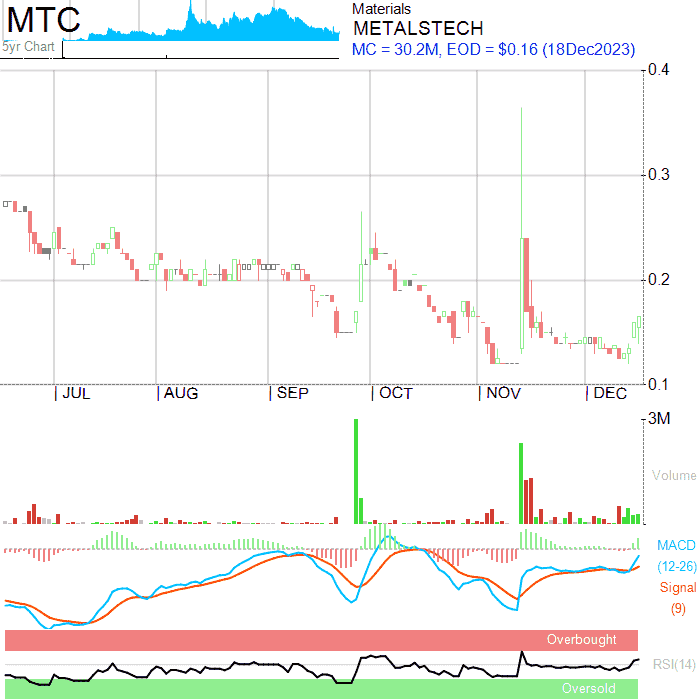 MTC
5yr Chart
Materials
METALSTECH
MC = 30.2M, EOD = $0.16 (18Dec2023)
0.4
0.3
0.2
0.1
JUL AUG SEP OCT NOV DEC
3M
Volume
MACD
(12-26)
Signal
(9)
Overbought
RSI(14)
Oversold